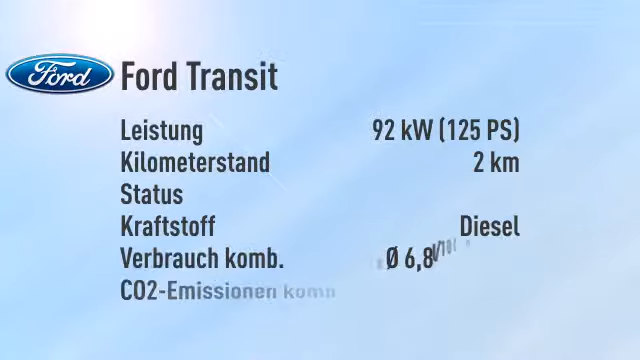 Ford
Ford Transit
Leistung 92 kW (125 PS)
Kilometerstand 2 km
Status
Kraftstoff Diesel
Verbrauch komb. Ø 6,8
CO2-Emissionen komb